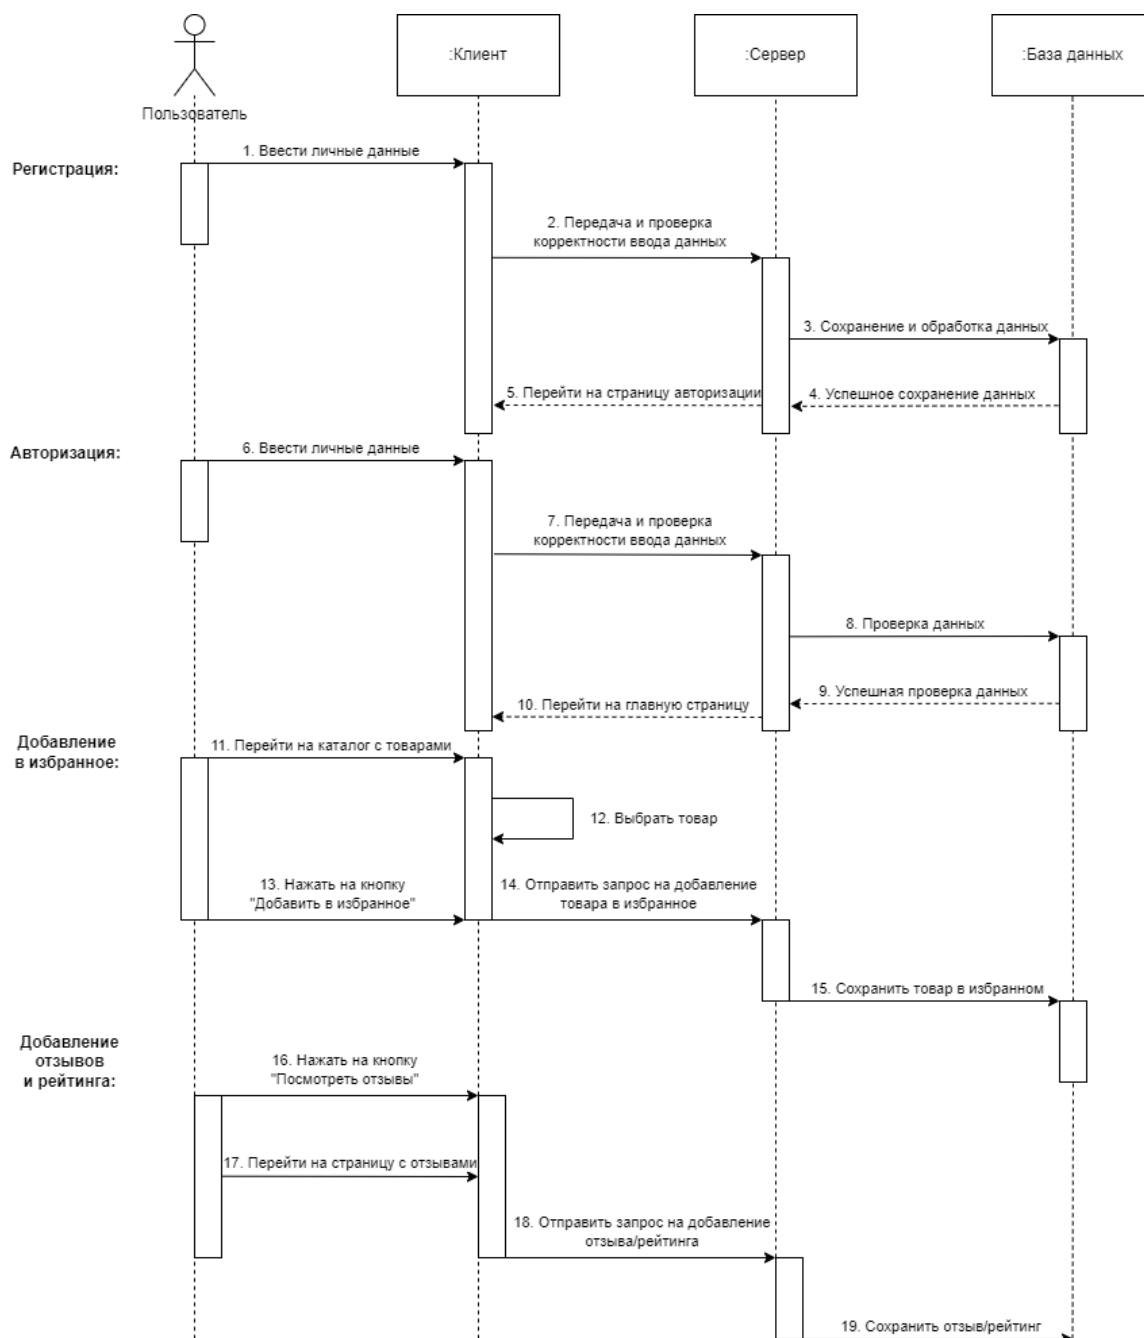 :Клиент
:Сервер
:База данных
Пользователь
Регистрация:
1. Ввести личные данные
2. Передача и проверка
корректности ввода данных
3. Сохранение и обработка данных
5. Перейти на страницу авторизации
4. Успешное сохранение данных
Авторизация:
6. Ввести личные данные
7. Передача и проверка
корректности ввода данных
8. Проверка данных
9. Успешная проверка данных
10. Перейти на главную страницу
Добавление
в избранное:
11. Перейти на каталог с товарами
12. Выбрать товар
13. Нажать на кнопку
"Добавить в избранное"
14. Отправить запрос на добавление
товара в избранное
15. Сохранить товар в избранном
Добавление
отзывов
и рейтинга:
16. Нажать на кнопку
"Посмотреть отзывы"
17. Перейти на страницу с отзывами
18. Отправить запрос на добавление
отзыва/рейтинга
19. Сохранить отзыв/рейтинг